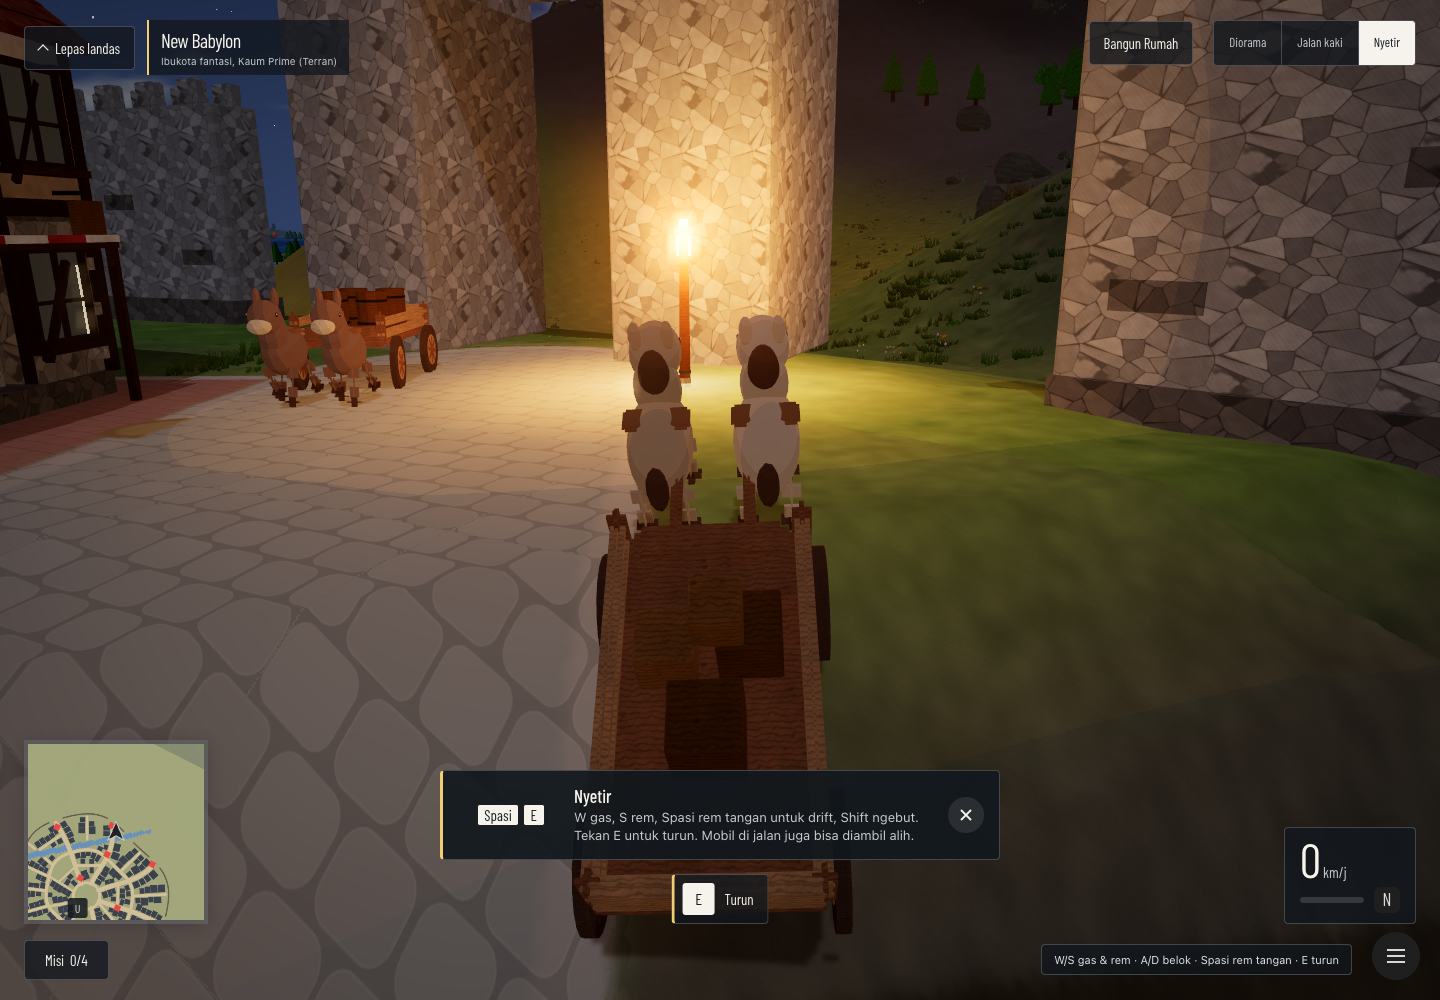 Lepas landas
New Babylon
Ibukota fantasi, Kaum Prime (Terran)
Bangun Rumah
Diorama
Jalan kaki
Nyetir
Nyetir
Spasi
E
W gas, S rem, Spasi rem tangan untuk drift, Shift ngebut.
Tekan E untuk turun. Mobil di jalan juga bisa diambil alih.
E
Turun
U
Misi 0/4
0 km/j
N
W/S gas & rem · A/D belok · Spasi rem tangan · E turun